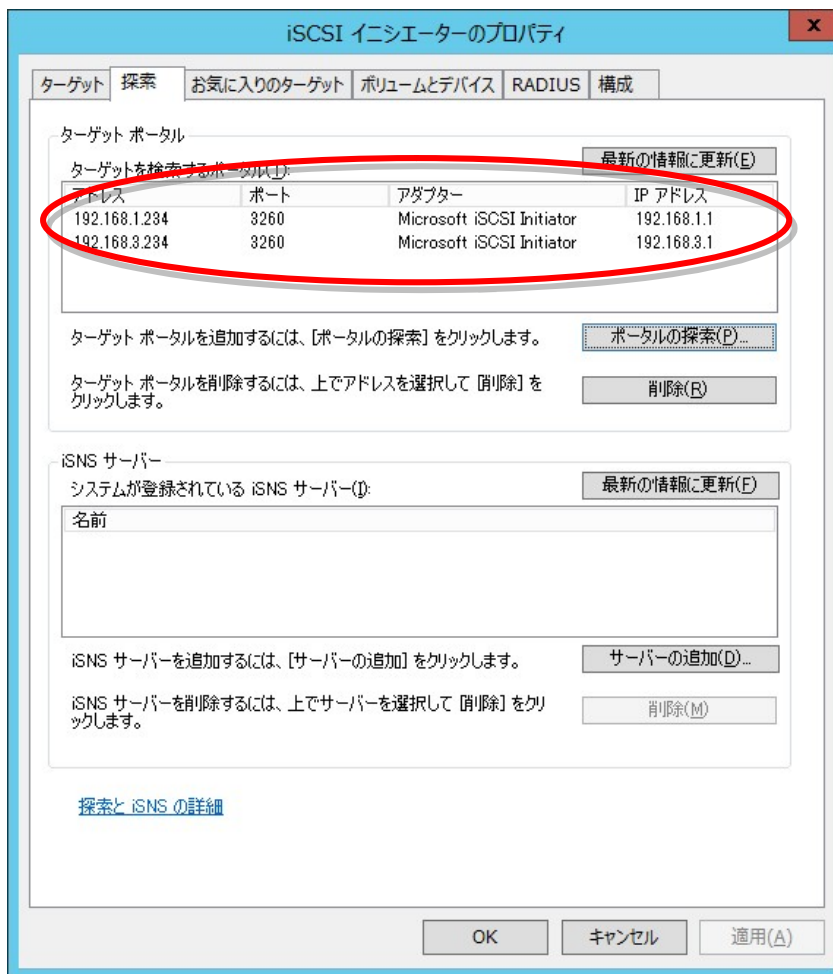 iSCSI イニシエーターのプロパティ
x
ターゲット 探索 お気に入りのターゲット ボリュームとデバイス RADIUS 構成
ターゲット ポータル
ターゲットを検索するポータル(T): 最新の情報に更新(E)
アドレス ポート アダプター IP アドレス
192.168.1.234 3260 Microsoft iSCSI Initiator 192.168.1.1
192.168.3.234 3260 Microsoft iSCSI Initiator 192.168.3.1
ターゲット ポータルを追加するには、[ポータルの探索] をクリックします。 ポータルの探索(P)...
ターゲット ポータルを削除するには、上でアドレスを選択して [削除] を
クリックします。
削除(R)
iSNS サーバー
システムが登録されている iSNS サーバー(I): 最新の情報に更新(F)
名前
iSNS サーバーを追加するには、[サーバーの追加] をクリックします。 サーバーの追加(D)...
iSNS サーバーを削除するには、上でサーバーを選択して [削除] をクリ
ックします。
削除(M)
探索と iSNS の詳細
OK キャンセル 適用(A)